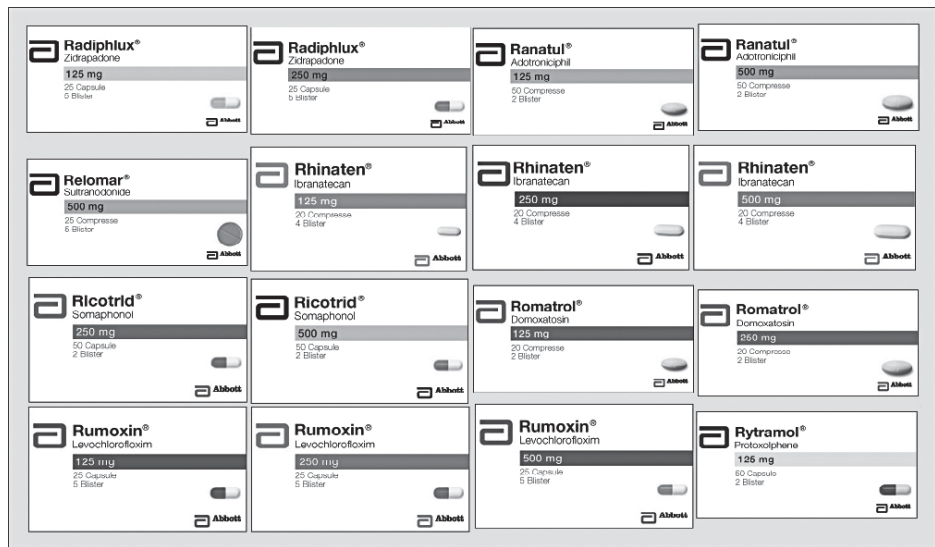 Radiphlux®
Zidrapadone
125 mg
25 Capsule
5 Blister
Abbott
Radiphlux®
Zidrapadone
250 mg
25 Capsule
5 Blister
Abbott
Ranatul®
Adotroniciphil
125 mg
50 Compresse
2 Blister
Abbott
Ranatul®
Adotroniciphil
500 mg
50 Compresse
2 Blister
Abbott
Relomar®
Sultranodonide
500 mg
25 Compresse
Blister
Abbott
Rhinaten®
Ibranatecan
125 mg
20 Compresse
4 Blister
Abbott
Rhinaten®
Ibranatecan
250 mg
20 Compresse
4 Blister
Abbott
Rhinaten®
Ibranatecan
500 mg
20 Compresse
4 Blister
Abbott
Ricotrid®
Somaphonol
250 mg
50 Capsule
2 Blister
Abbott
Ricotrid®
Somaphonol
500 mg
50 Capsule
2 Blister
Abbott
Romatrol®
Domoxatosin
125 mg
20 Compresse
2 Blister
Abbott
Romatrol®
Domoxatosin
250 mg
20 Compresse
2 Blister
Abbott
Rumoxin®
Levochlorofloxim
125 mg
25 Capsule
5 Blister
Abbott
Rumoxin®
Levochlorofloxim
250 mg
25 Capsule
5 Blister
Abbott
Rumoxin®
Levochlorofloxim
500 mg
25 Capsule
5 Blister
Abbott
Rytramol®
Protoxolphene
125 mg
Capsule
2 Blister
Abbott